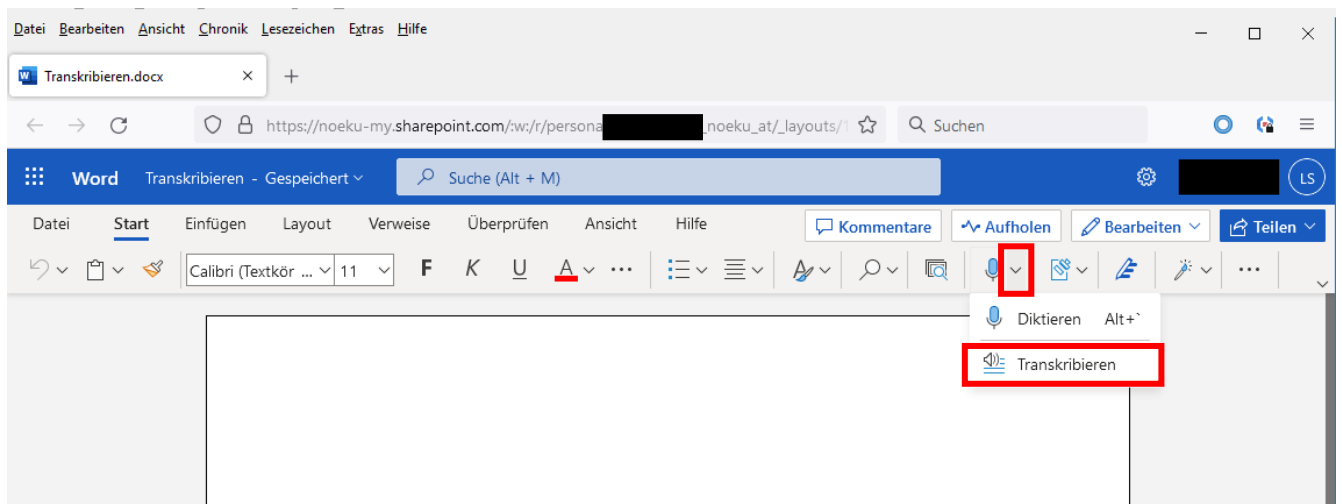 Datei Bearbeiten Ansicht Chronik Lesezeichen Extras Hilfe
Transkribieren.docx
https://noeku-my.sharepoint.com/:w:/r/persona _noeku_at/_layouts/1 Suchen
Word Transkribieren - Gespeichert Suche (Alt + M) LS
Datei Start Einfügen Layout Verweise Überprüfen Ansicht Hilfe Kommentare Aufholen Bearbeiten Teilen
Calibri (Textkör ... 11 F K U A ...
Diktieren Alt+`
Transkribieren